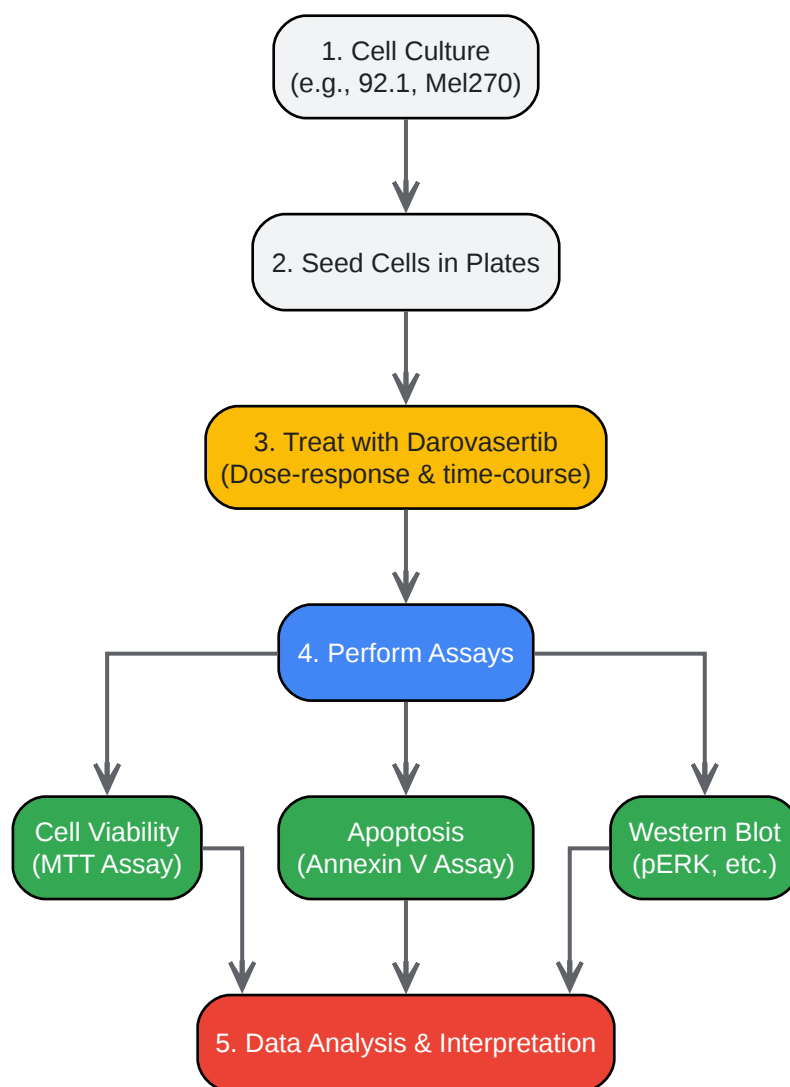 1. Cell Culture
(e.g., 92.1, Mel270)
2. Seed Cells in Plates
3. Treat with Darovasertib
(Dose-response & time-course)
4. Perform Assays
Cell Viability
(MTT Assay)
Apoptosis
(Annexin V Assay)
Western Blot
(pERK, etc.)
5. Data Analysis & Interpretation